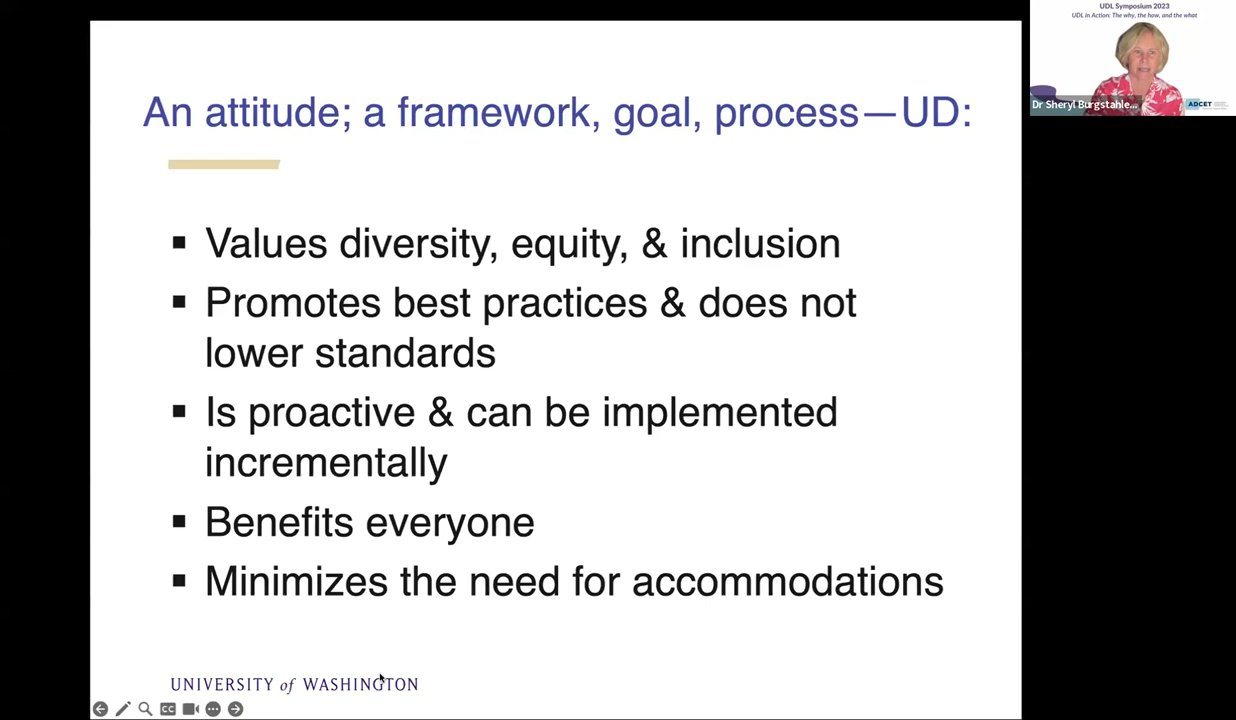 UDL Symposium 2023
UDL in Action: The why, the how, and the what
Dr Sheryl Burgstahle...
ADCET
An attitude; a framework, goal, process—UD:
▪ Values diversity, equity, & inclusion
▪ Promotes best practices & does not
lower standards
▪ Is proactive & can be implemented
incrementally
▪ Benefits everyone
▪ Minimizes the need for accommodations
UNIVERSITY of WASHINGTON
CC